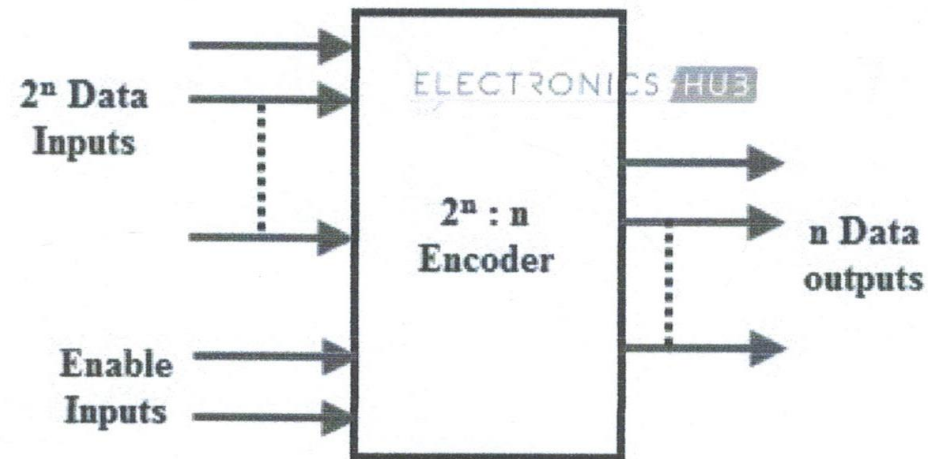 ELECTRONICS HUB
2ⁿ Data
Inputs
2ⁿ : n
Encoder
n Data
outputs
Enable
Inputs